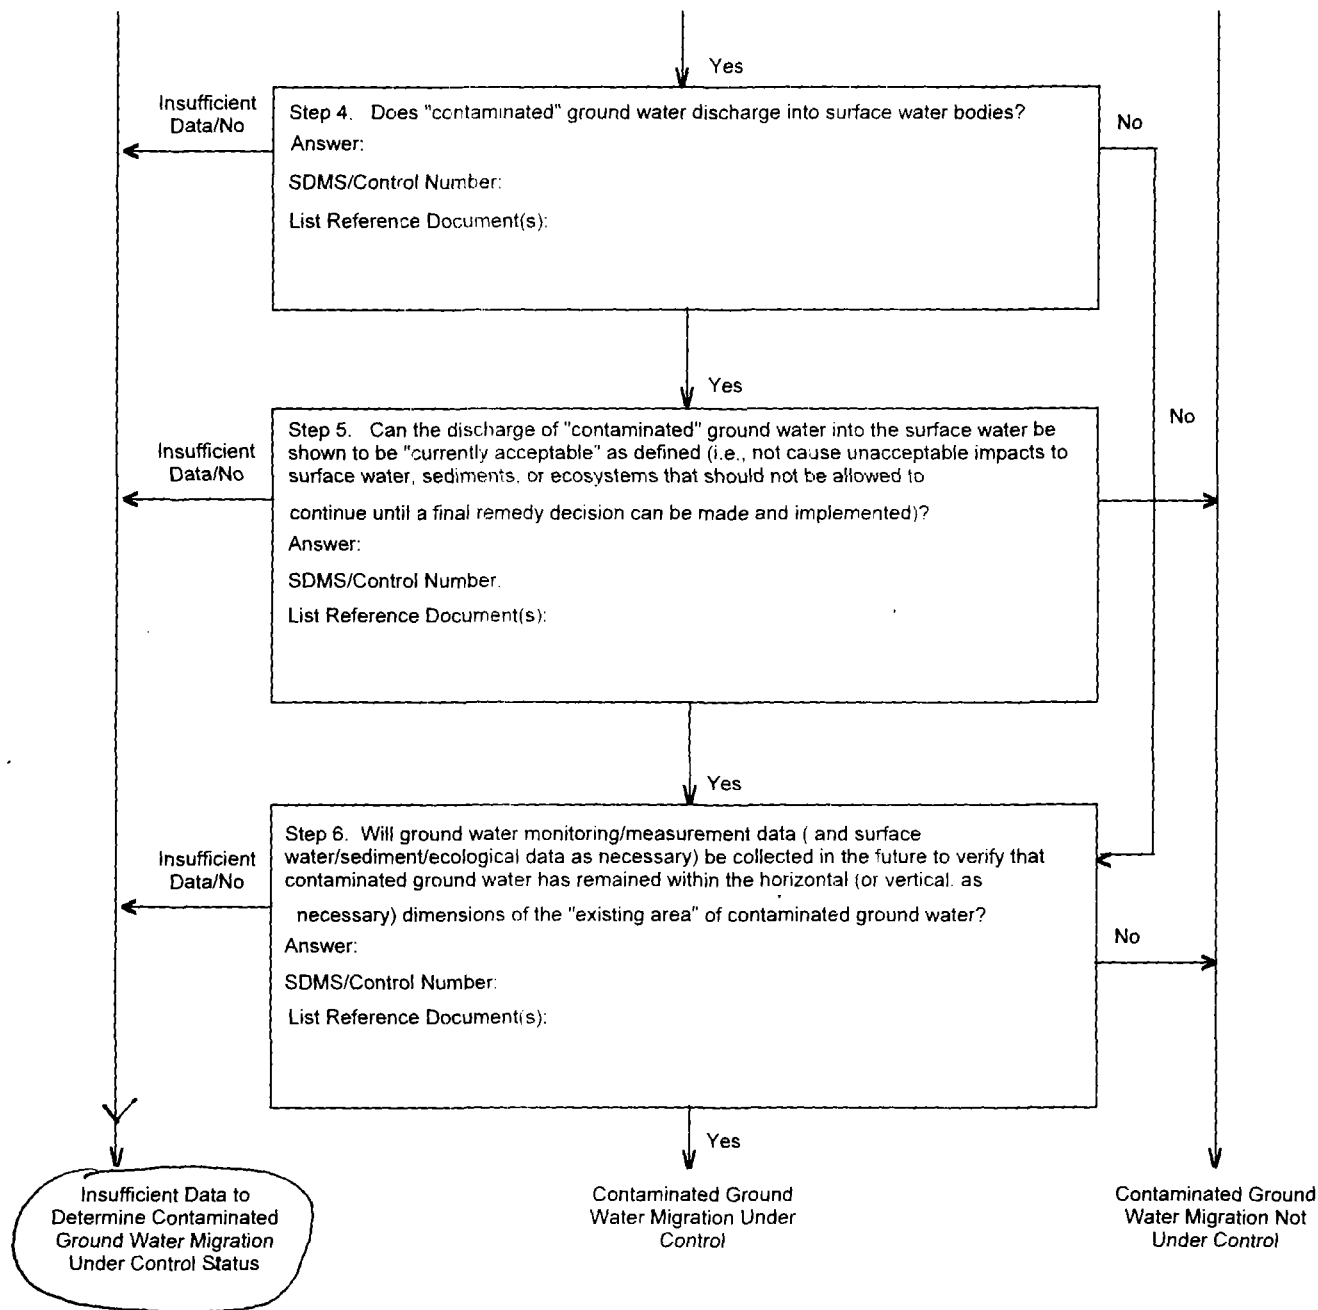 Yes
Insufficient
Data/No
Step 4. Does "contaminated" ground water discharge into surface water bodies?
Answer:
SDMS/Control Number:
List Reference Document(s):
No
Yes
Insufficient
Data/No
Step 5. Can the discharge of "contaminated" ground water into the surface water be
shown to be "currently acceptable" as defined (i.e., not cause unacceptable impacts to
surface water, sediments, or ecosystems that should not be allowed to
continue until a final remedy decision can be made and implemented)?
Answer:
SDMS/Control Number.
List Reference Document(s):
No
Yes
Insufficient
Data/No
Step 6. Will ground water monitoring/measurement data ( and surface
water/sediment/ecological data as necessary) be collected in the future to verify that
contaminated ground water has remained within the horizontal (or vertical. as
necessary) dimensions of the "existing area" of contaminated ground water?
Answer:
SDMS/Control Number:
List Reference Document(s):
No
Yes
Insufficient Data to
Determine Contaminated
Ground Water Migration
Under Control Status
Contaminated Ground
Water Migration Under
Control
Contaminated Ground
Water Migration Not
Under Control